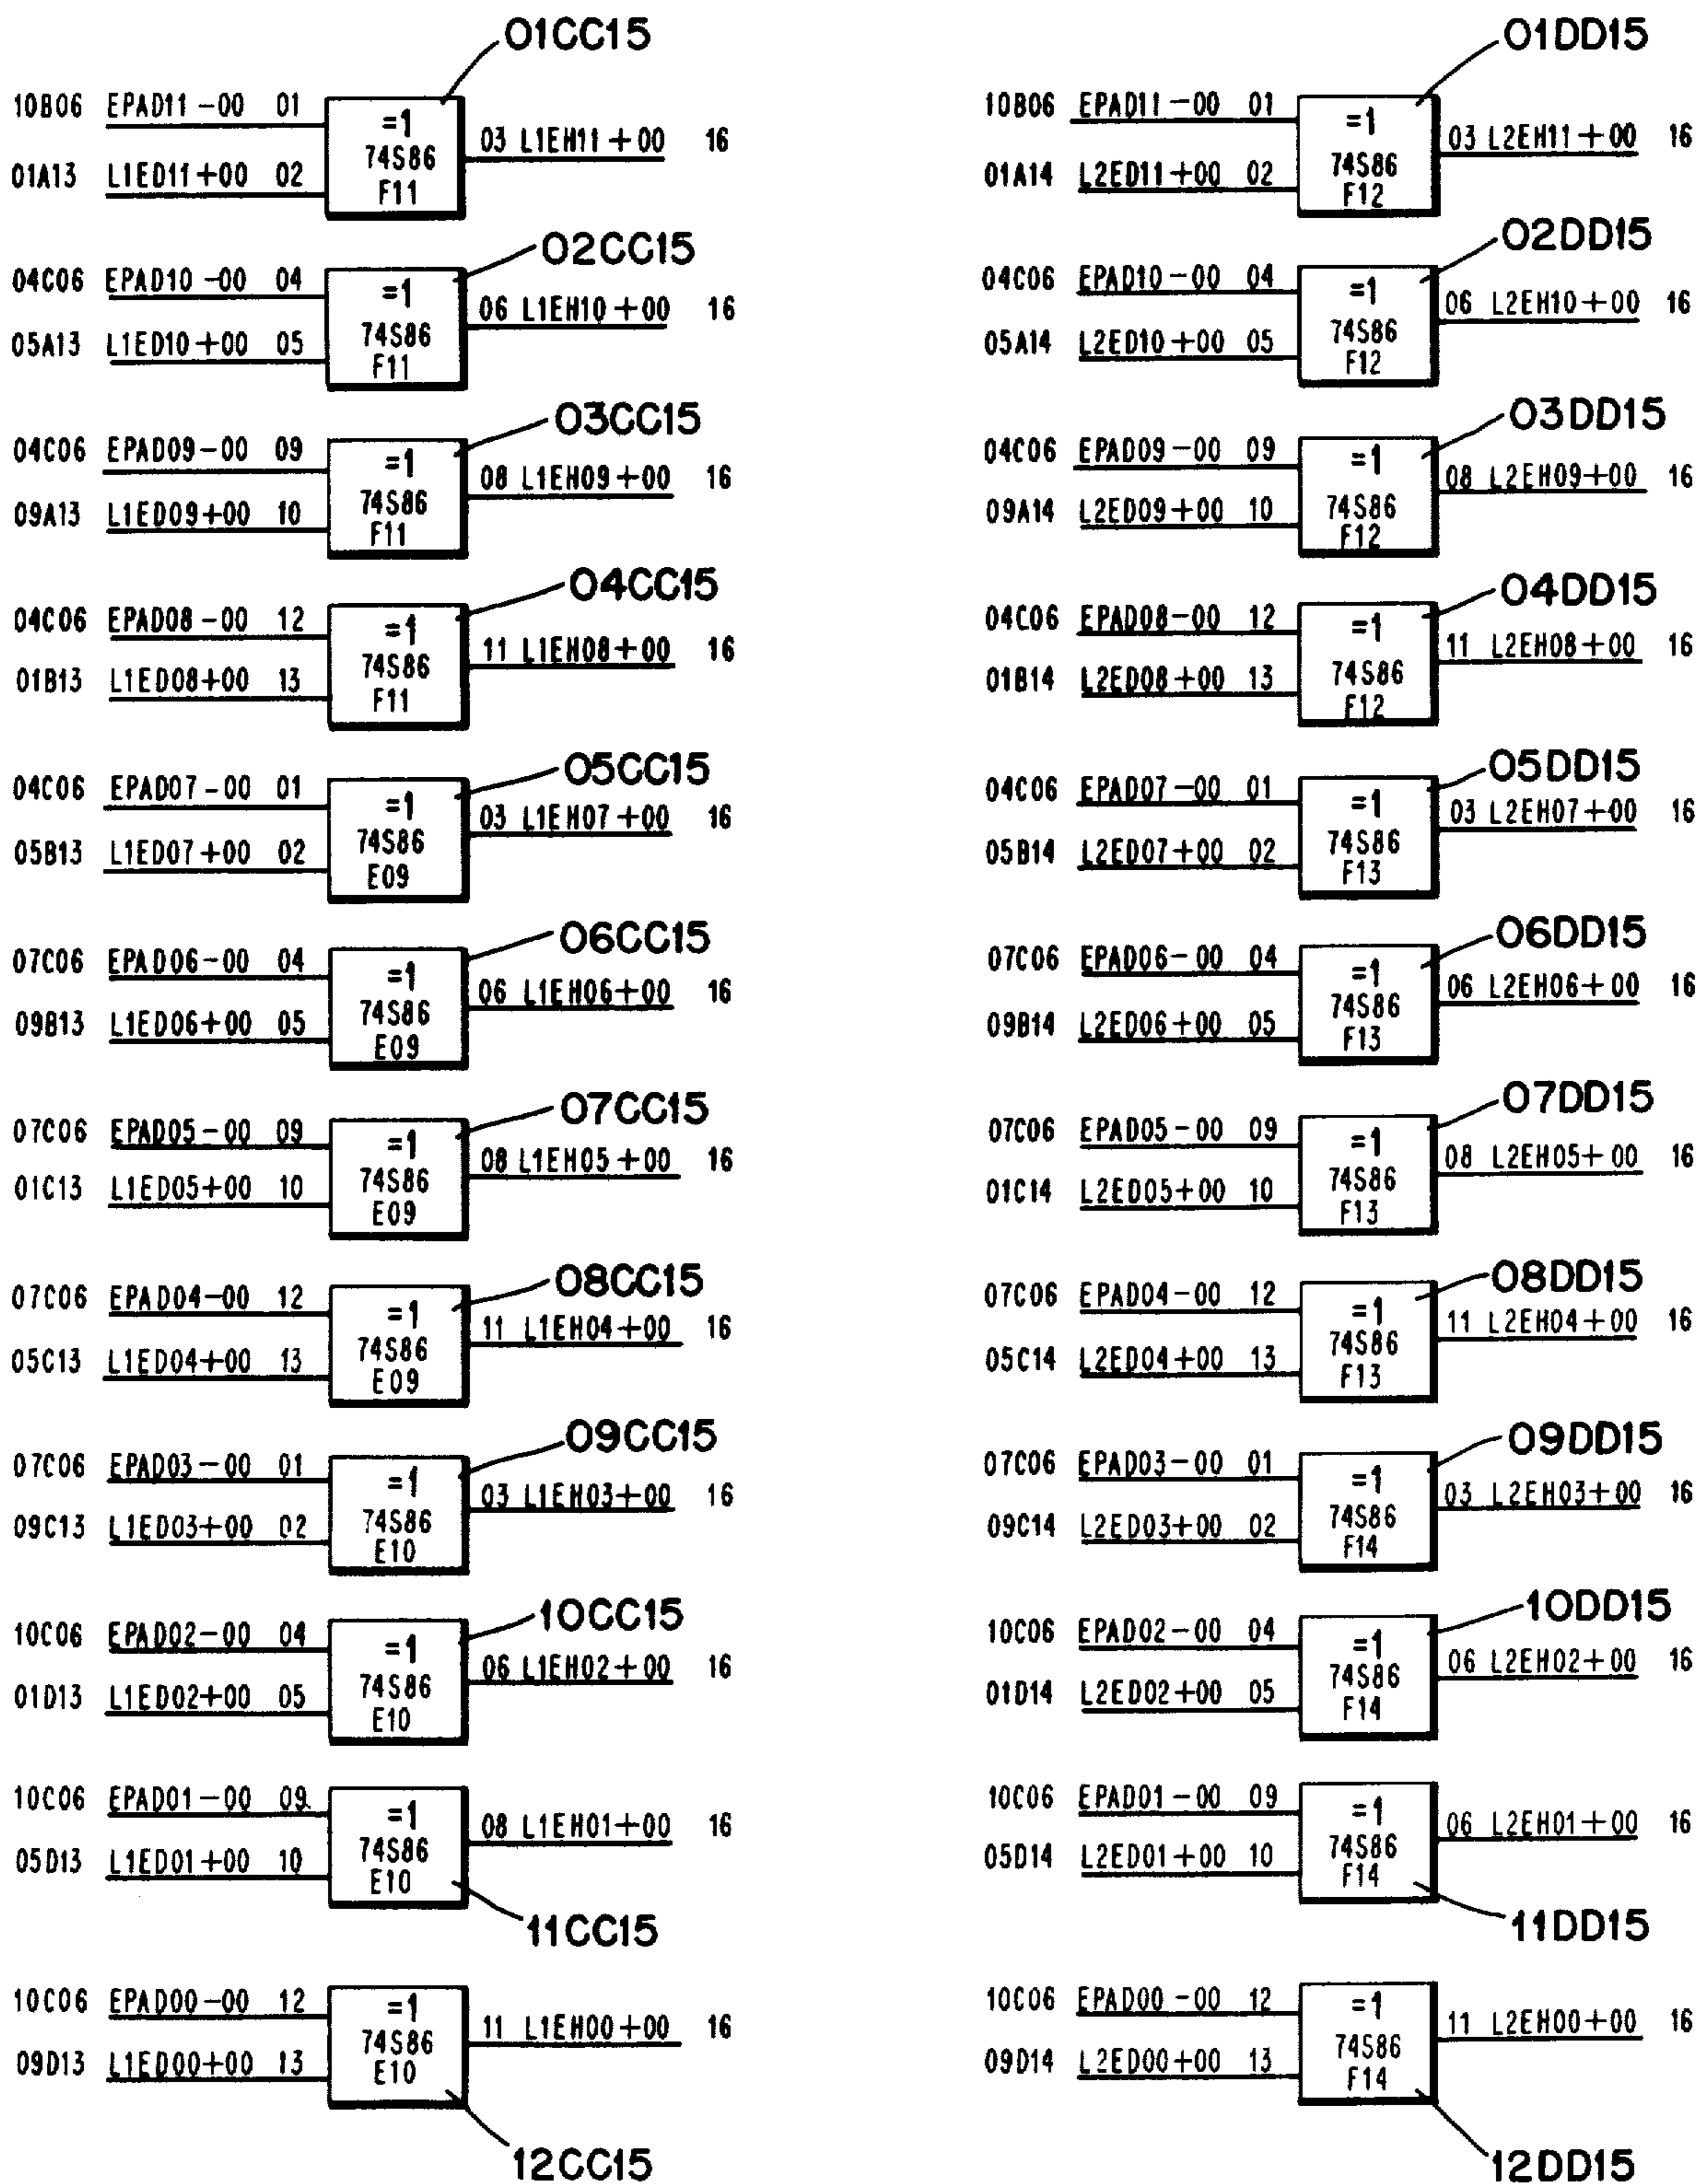 01CC15
10B06 EPAD11-00 01
=1
03 L1EH11+00 16
01A13 L1ED11+00 02
74S86
F11
02CC15
04C06 EPAD10-00 04
=1
06 L1EH10+00 16
05A13 L1ED10+00 05
74S86
F11
03CC15
04C06 EPAD09-00 09
=1
08 L1EH09+00 16
09A13 L1ED09+00 10
74S86
F11
04CC15
04C06 EPAD08-00 12
=1
11 L1EH08+00 16
01B13 L1ED08+00 13
74S86
F11
05CC15
04C06 EPAD07-00 01
=1
03 L1EH07+00 16
05B13 L1ED07+00 02
74S86
E09
06CC15
07C06 EPAD06-00 04
=1
06 L1EH06+00 16
09B13 L1ED06+00 05
74S86
E09
07CC15
07C06 EPAD05-00 09
=1
08 L1EH05+00 16
01C13 L1ED05+00 10
74S86
E09
08CC15
07C06 EPAD04-00 12
=1
11 L1EH04+00 16
05C13 L1ED04+00 13
74S86
E09
09CC15
07C06 EPAD03-00 01
=1
03 L1EH03+00 16
09C13 L1ED03+00 02
74S86
E10
10CC15
10C06 EPAD02-00 04
=1
06 L1EH02+00 16
01D13 L1ED02+00 05
74S86
E10
10C06 EPAD01-00 09
=1
08 L1EH01+00 16
05D13 L1ED01+00 10
74S86
E10
11CC15
10C06 EPAD00-00 12
=1
11 L1EH00+00 16
09D13 L1ED00+00 13
74S86
E10
12CC15
01DD15
10B06 EPAD11-00 01
=1
03 L2EH11+00 16
01A14 L2ED11+00 02
74S86
F12
02DD15
04C06 EPAD10-00 04
=1
06 L2EH10+00 16
05A14 L2ED10+00 05
74S86
F12
03DD15
04C06 EPAD09-00 09
=1
08 L2EH09+00 16
09A14 L2ED09+00 10
74S86
F12
04DD15
04C06 EPAD08-00 12
=1
11 L2EH08+00 16
01B14 L2ED08+00 13
74S86
F12
05DD15
04C06 EPAD07-00 01
=1
03 L2EH07+00 16
05B14 L2ED07+00 02
74S86
F13
06DD15
07C06 EPAD06-00 04
=1
06 L2EH06+00 16
09B14 L2ED06+00 05
74S86
F13
07DD15
07C06 EPAD05-00 09
=1
08 L2EH05+00 16
01C14 L2ED05+00 10
74S86
F13
08DD15
07C06 EPAD04-00 12
=1
11 L2EH04+00 16
05C14 L2ED04+00 13
74S86
F13
09DD15
07C06 EPAD03-00 01
=1
03 L2EH03+00 16
09C14 L2ED03+00 02
74S86
F14
10DD15
10C06 EPAD02-00 04
=1
06 L2EH02+00 16
01D14 L2ED02+00 05
74S86
F14
10C06 EPAD01-00 09
=1
06 L2EH01+00 16
05D14 L2ED01+00 10
74S86
F14
11DD15
10C06 EPAD00-00 12
=1
11 L2EH00+00 16
09D14 L2ED00+00 13
74S86
F14
12DD15